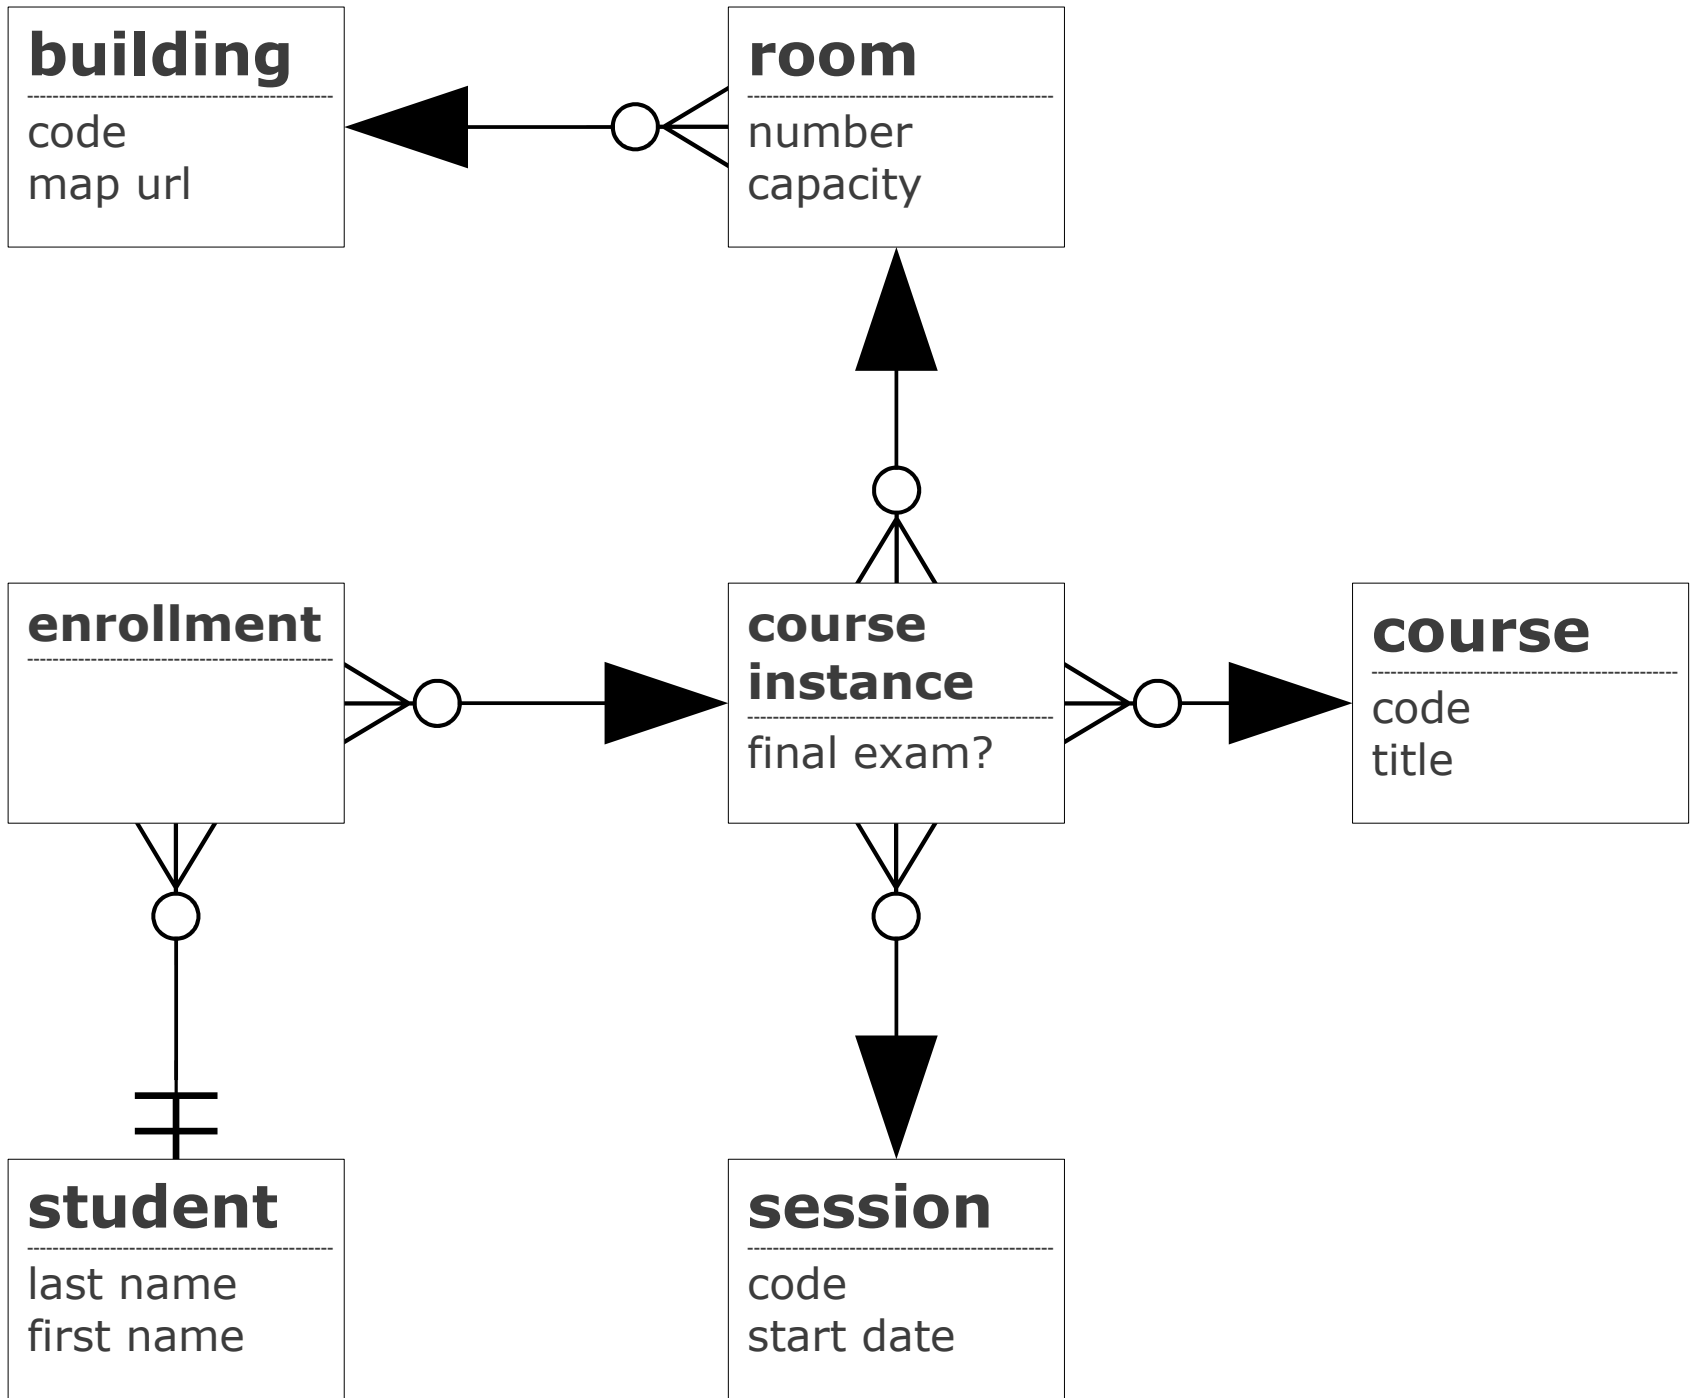 building
code
map url
room
number
capacity
enrollment
course
instance
final exam?
course
code
title
student
last name
first name
session
code
start date